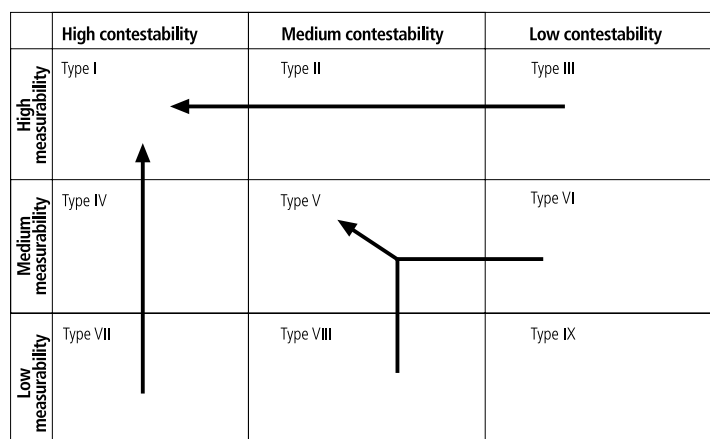 High contestability Medium contestability Low contestability
High
measurability
Type I Type II Type III
Medium
measurability
Type IV Type V Type VI
Low
measurability
Type VII Type VIII Type IX